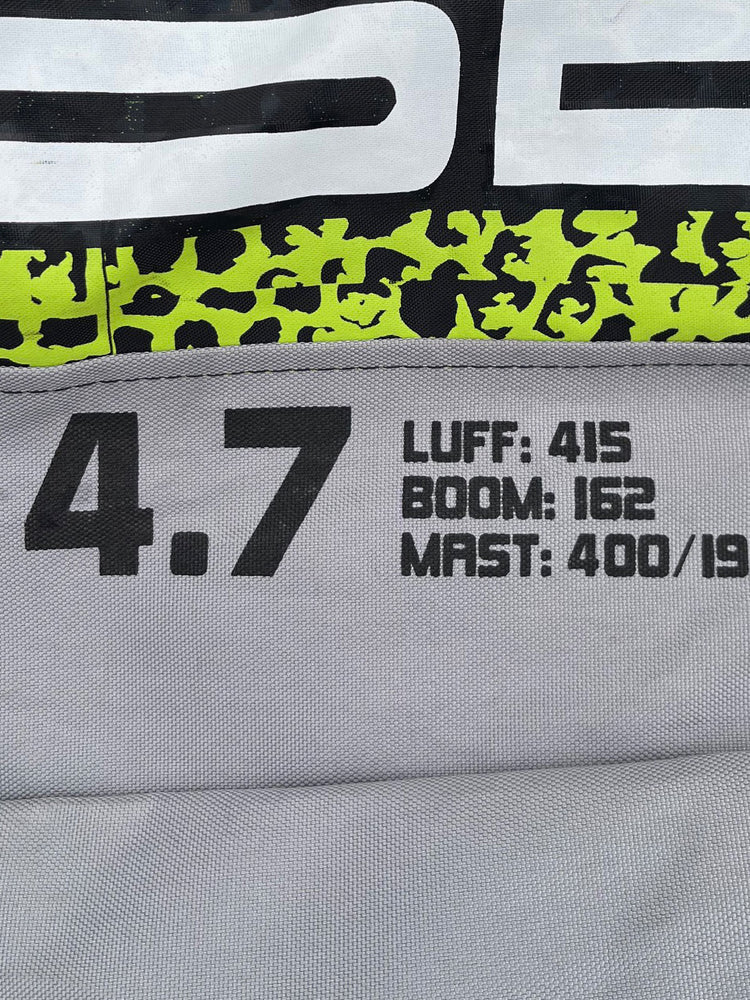 4.7
LUFF: 415
BOOM: 162
MAST: 400/19